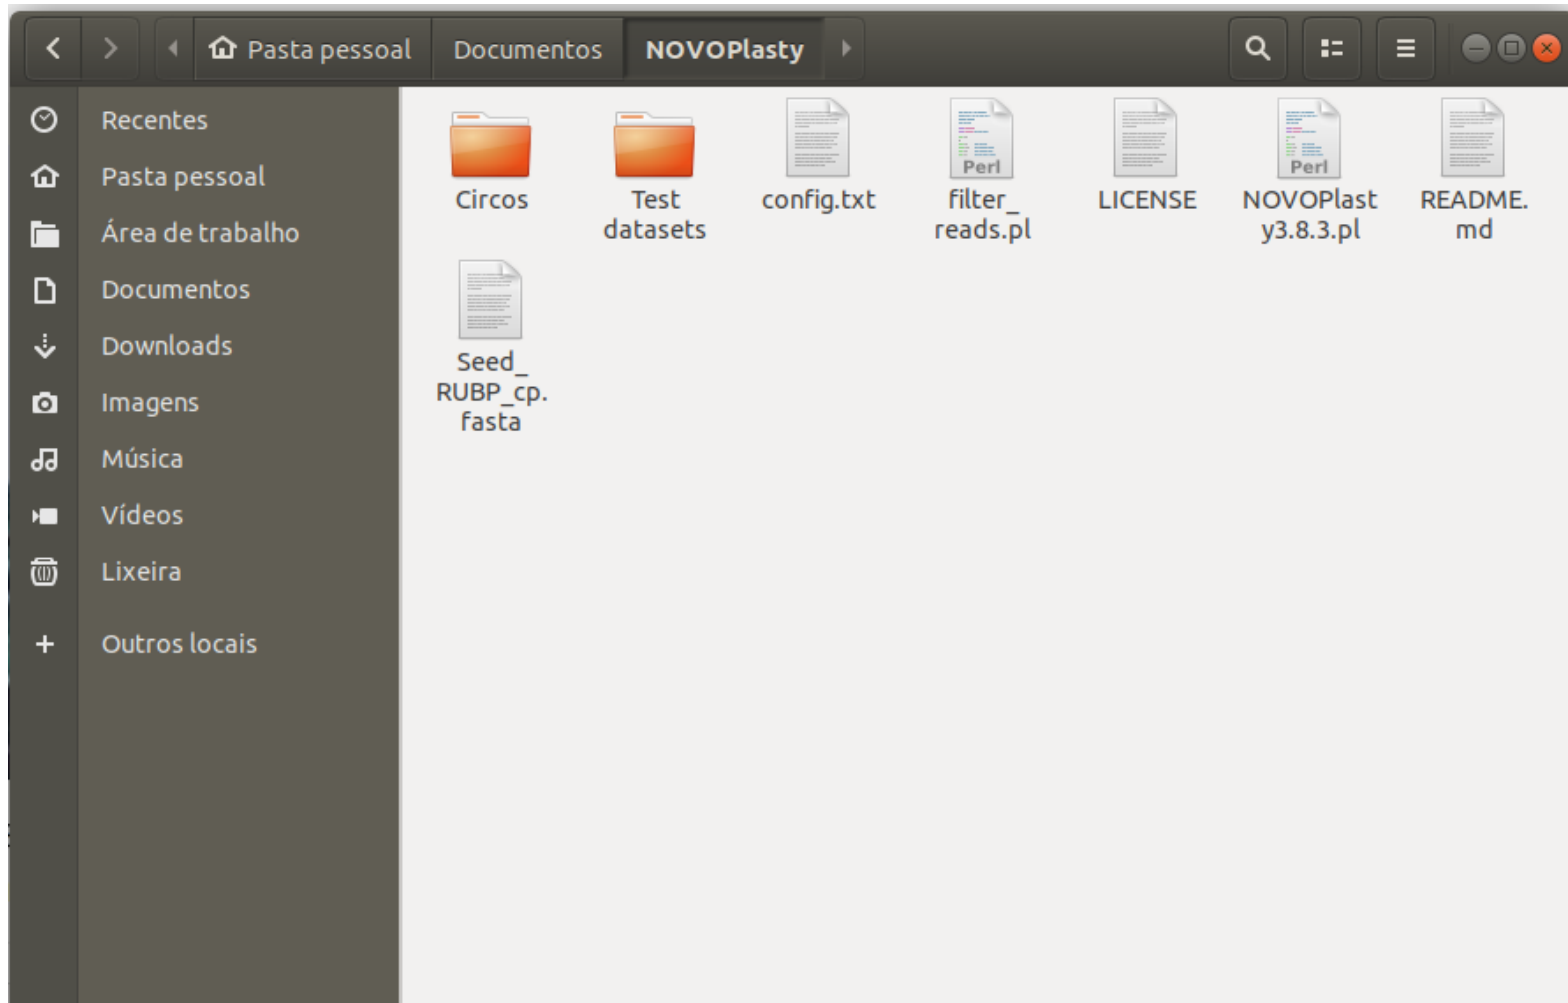 Pasta pessoal
Documentos
NOVOPlasty
Recentes
Pasta pessoal
Área de trabalho
Documentos
Downloads
Imagens
Música
Vídeos
Lixeira
Outros locais
Circos
Test
datasets
config.txt
Perl
filter_
reads.pl
LICENSE
Perl
NOVOPlast
y3.8.3.pl
README.
md
Seed_
RUBP_cp.
fasta